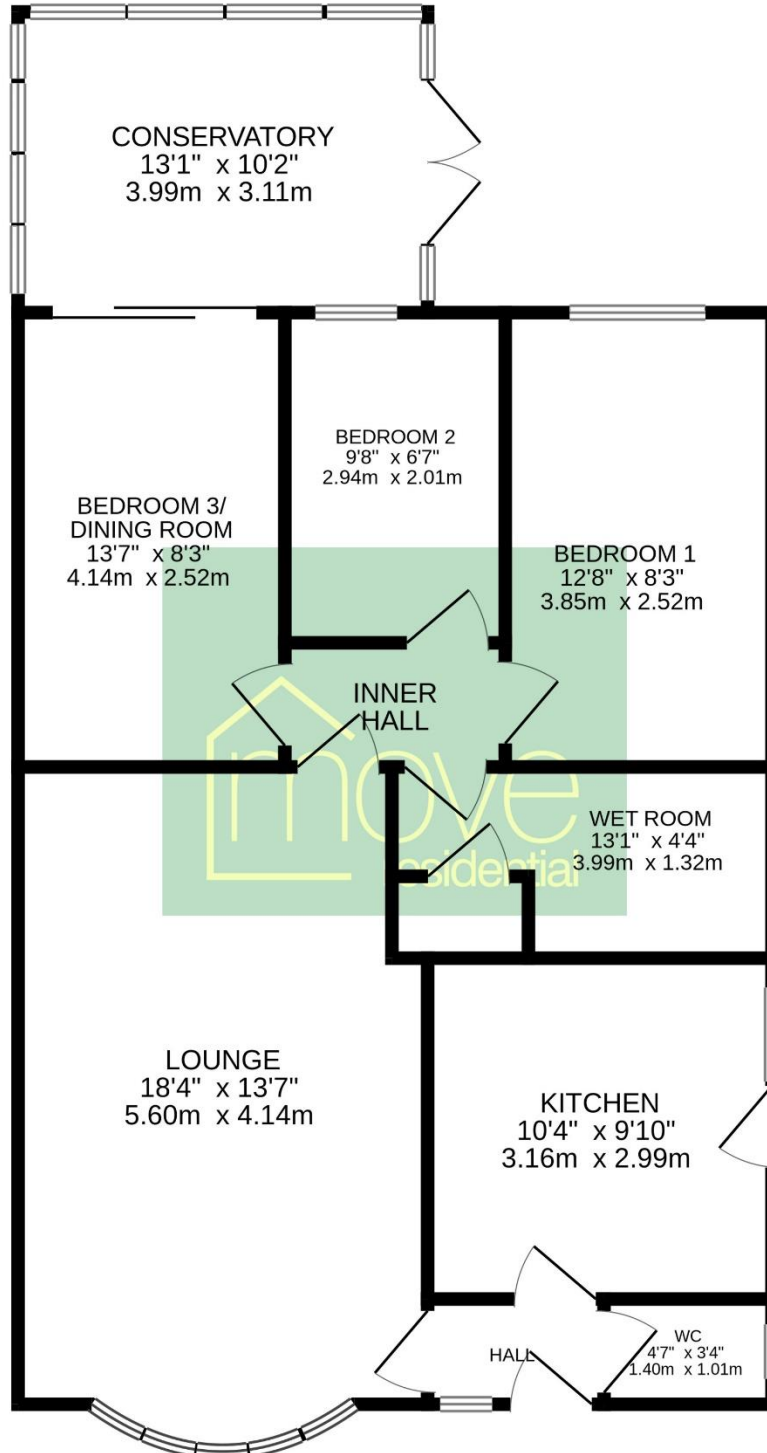 CONSERVATORY
13'1" x 10'2"
3.99m x 3.11m
BEDROOM 2
9'8" x 6'7"
2.94m x 2.01m
BEDROOM 3/
DINING ROOM
13'7" x 8'3"
4.14m x 2.52m
BEDROOM 1
12'8" x 8'3"
3.85m x 2.52m
INNER
HALL
move
residential
WET ROOM
13'1" x 4'4"
3.99m x 1.32m
LOUNGE
18'4" x 13'7"
5.60m x 4.14m
KITCHEN
10'4" x 9'10"
3.16m x 2.99m
HALL
WC
4'7" x 3'4"
1.40m x 1.01m